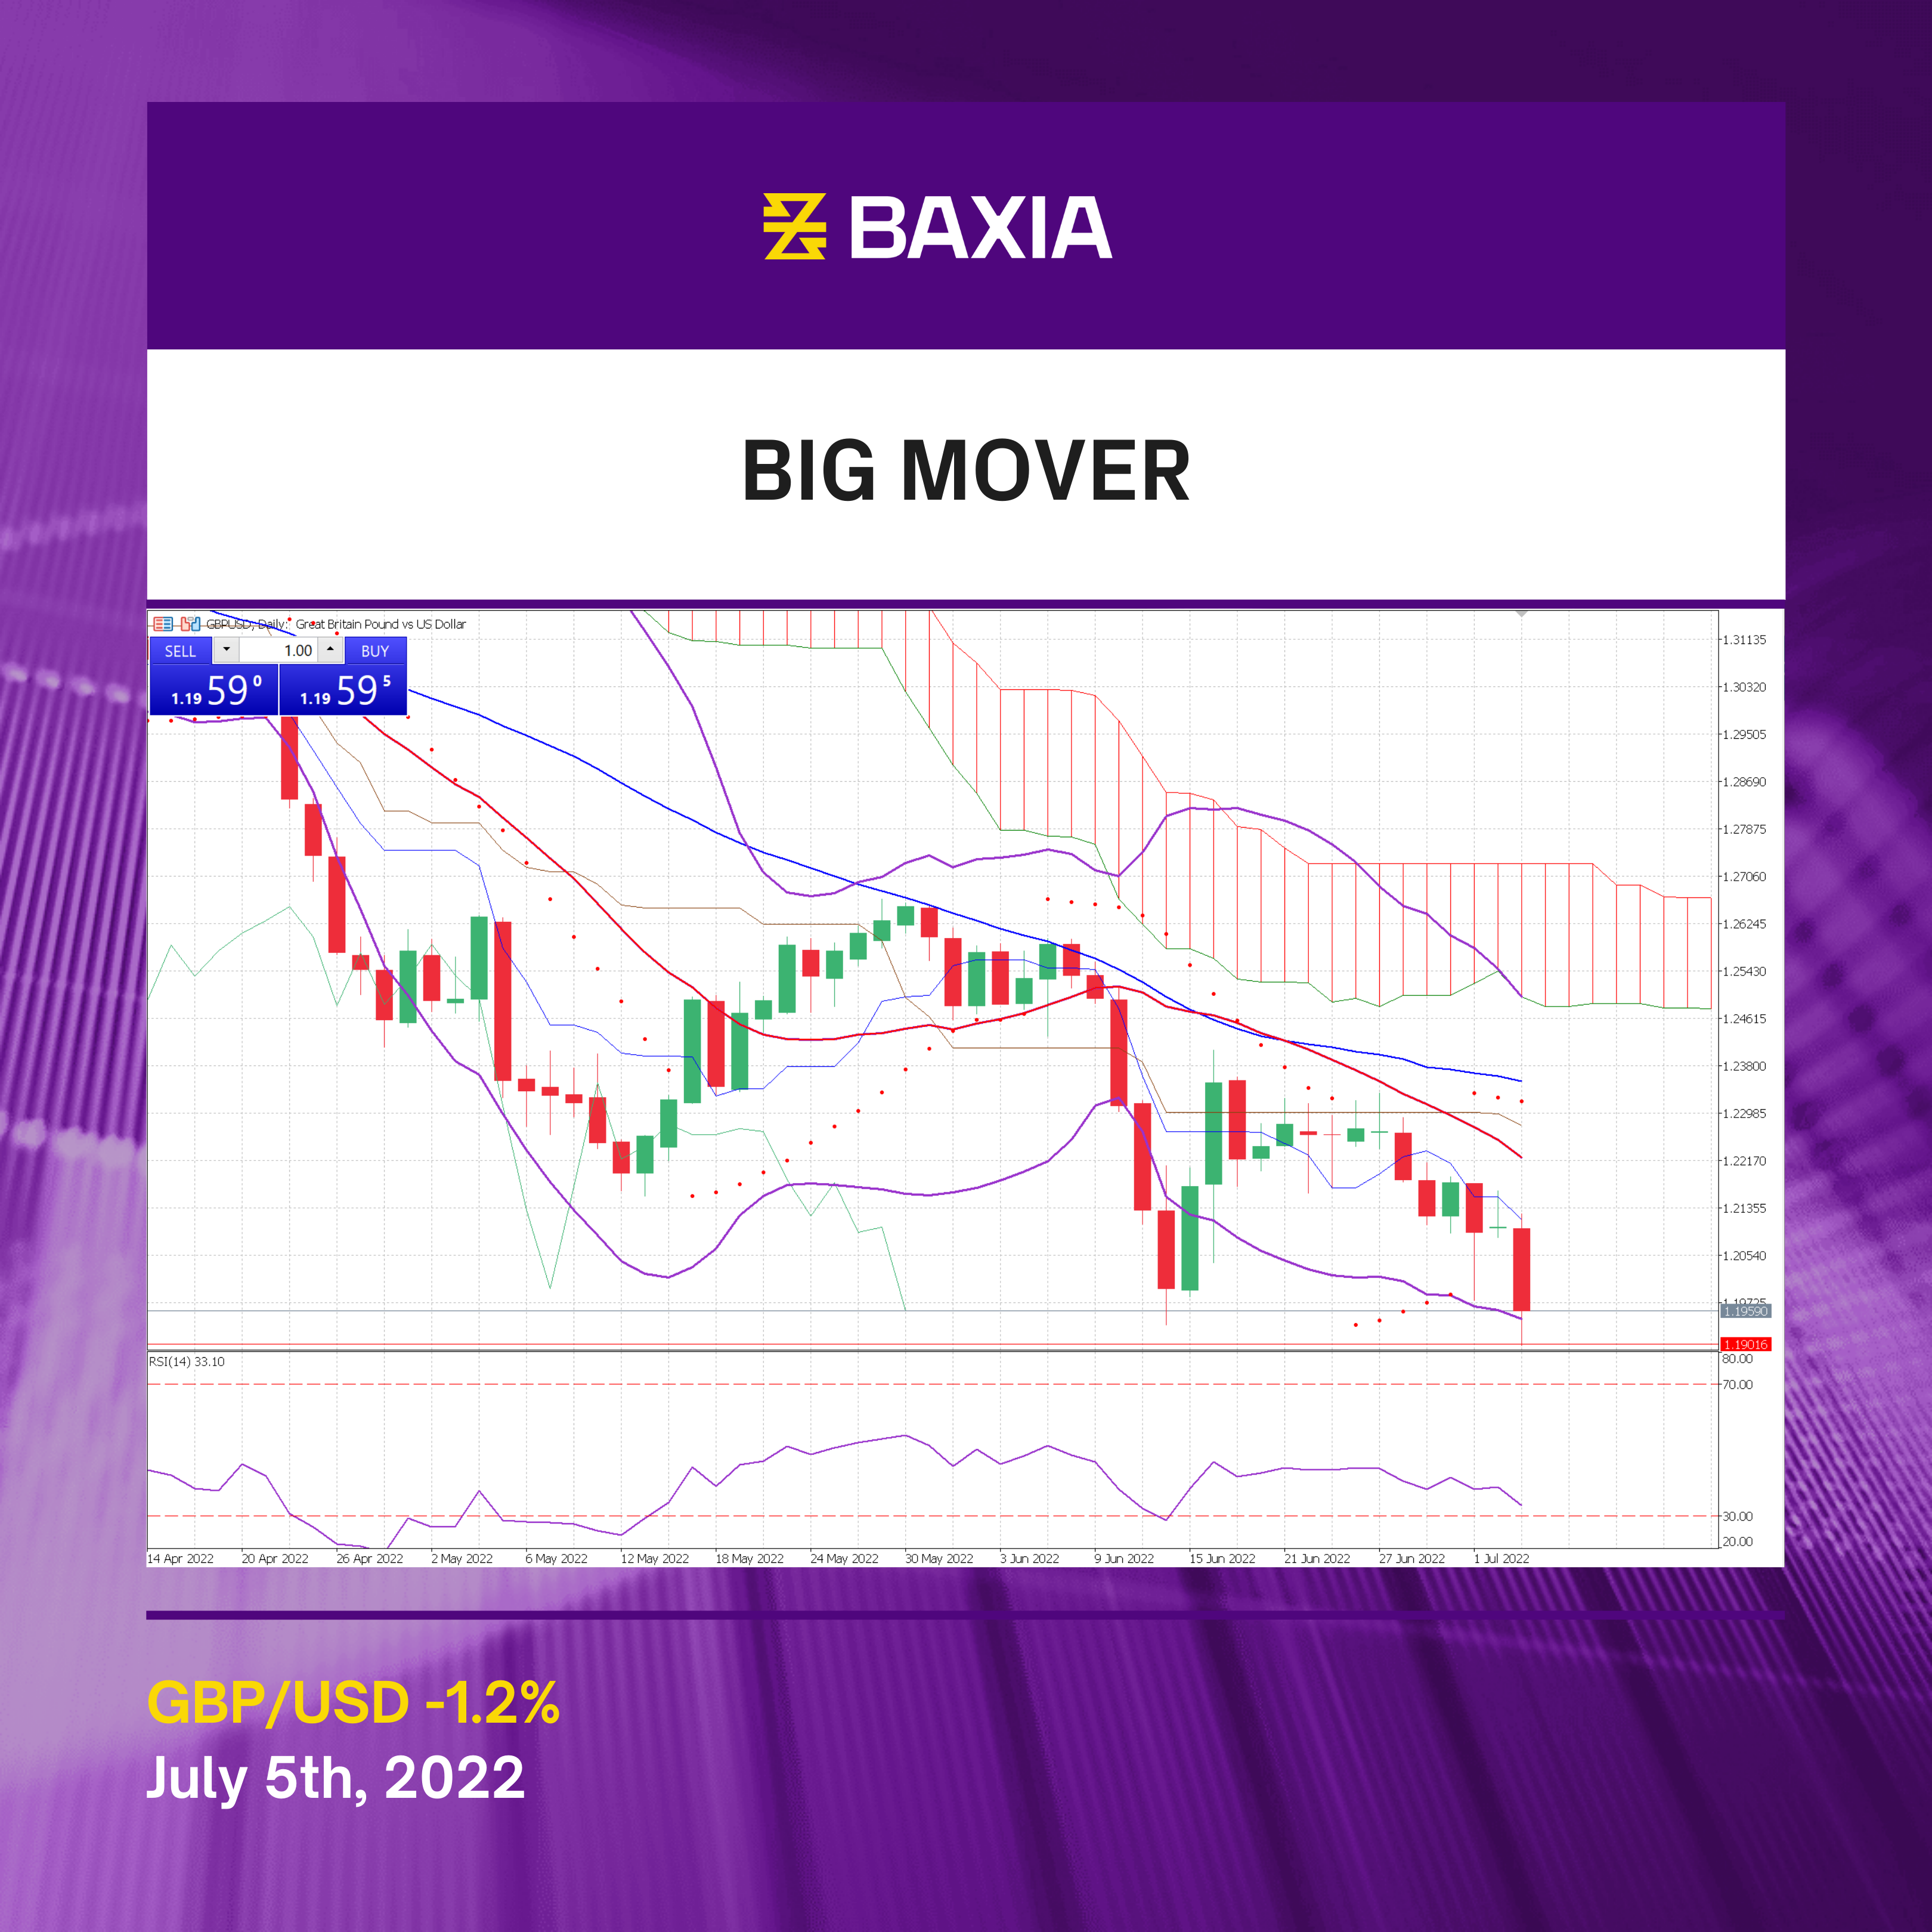 BAXIA
BIG MOVER
GBPUSD, Daily: Great Britain Pound vs US Dollar
SELL 1.00 BUY
1.19 59 0 1.19 59 5
1.31135
1.30320
1.29505
1.28690
1.27875
1.27060
1.26245
1.25430
1.24615
1.23800
1.22985
1.22170
1.21355
1.20540
1.19725
1.19590
1.19016
RSI(14) 33.10
80.00
70.00
30.00
20.00
14 Apr 2022 20 Apr 2022 26 Apr 2022 2 May 2022 6 May 2022 12 May 2022 18 May 2022 24 May 2022 30 May 2022 3 Jun 2022 9 Jun 2022 15 Jun 2022 21 Jun 2022 27 Jun 2022 1 Jul 2022
GBP/USD -1.2%
July 5th, 2022